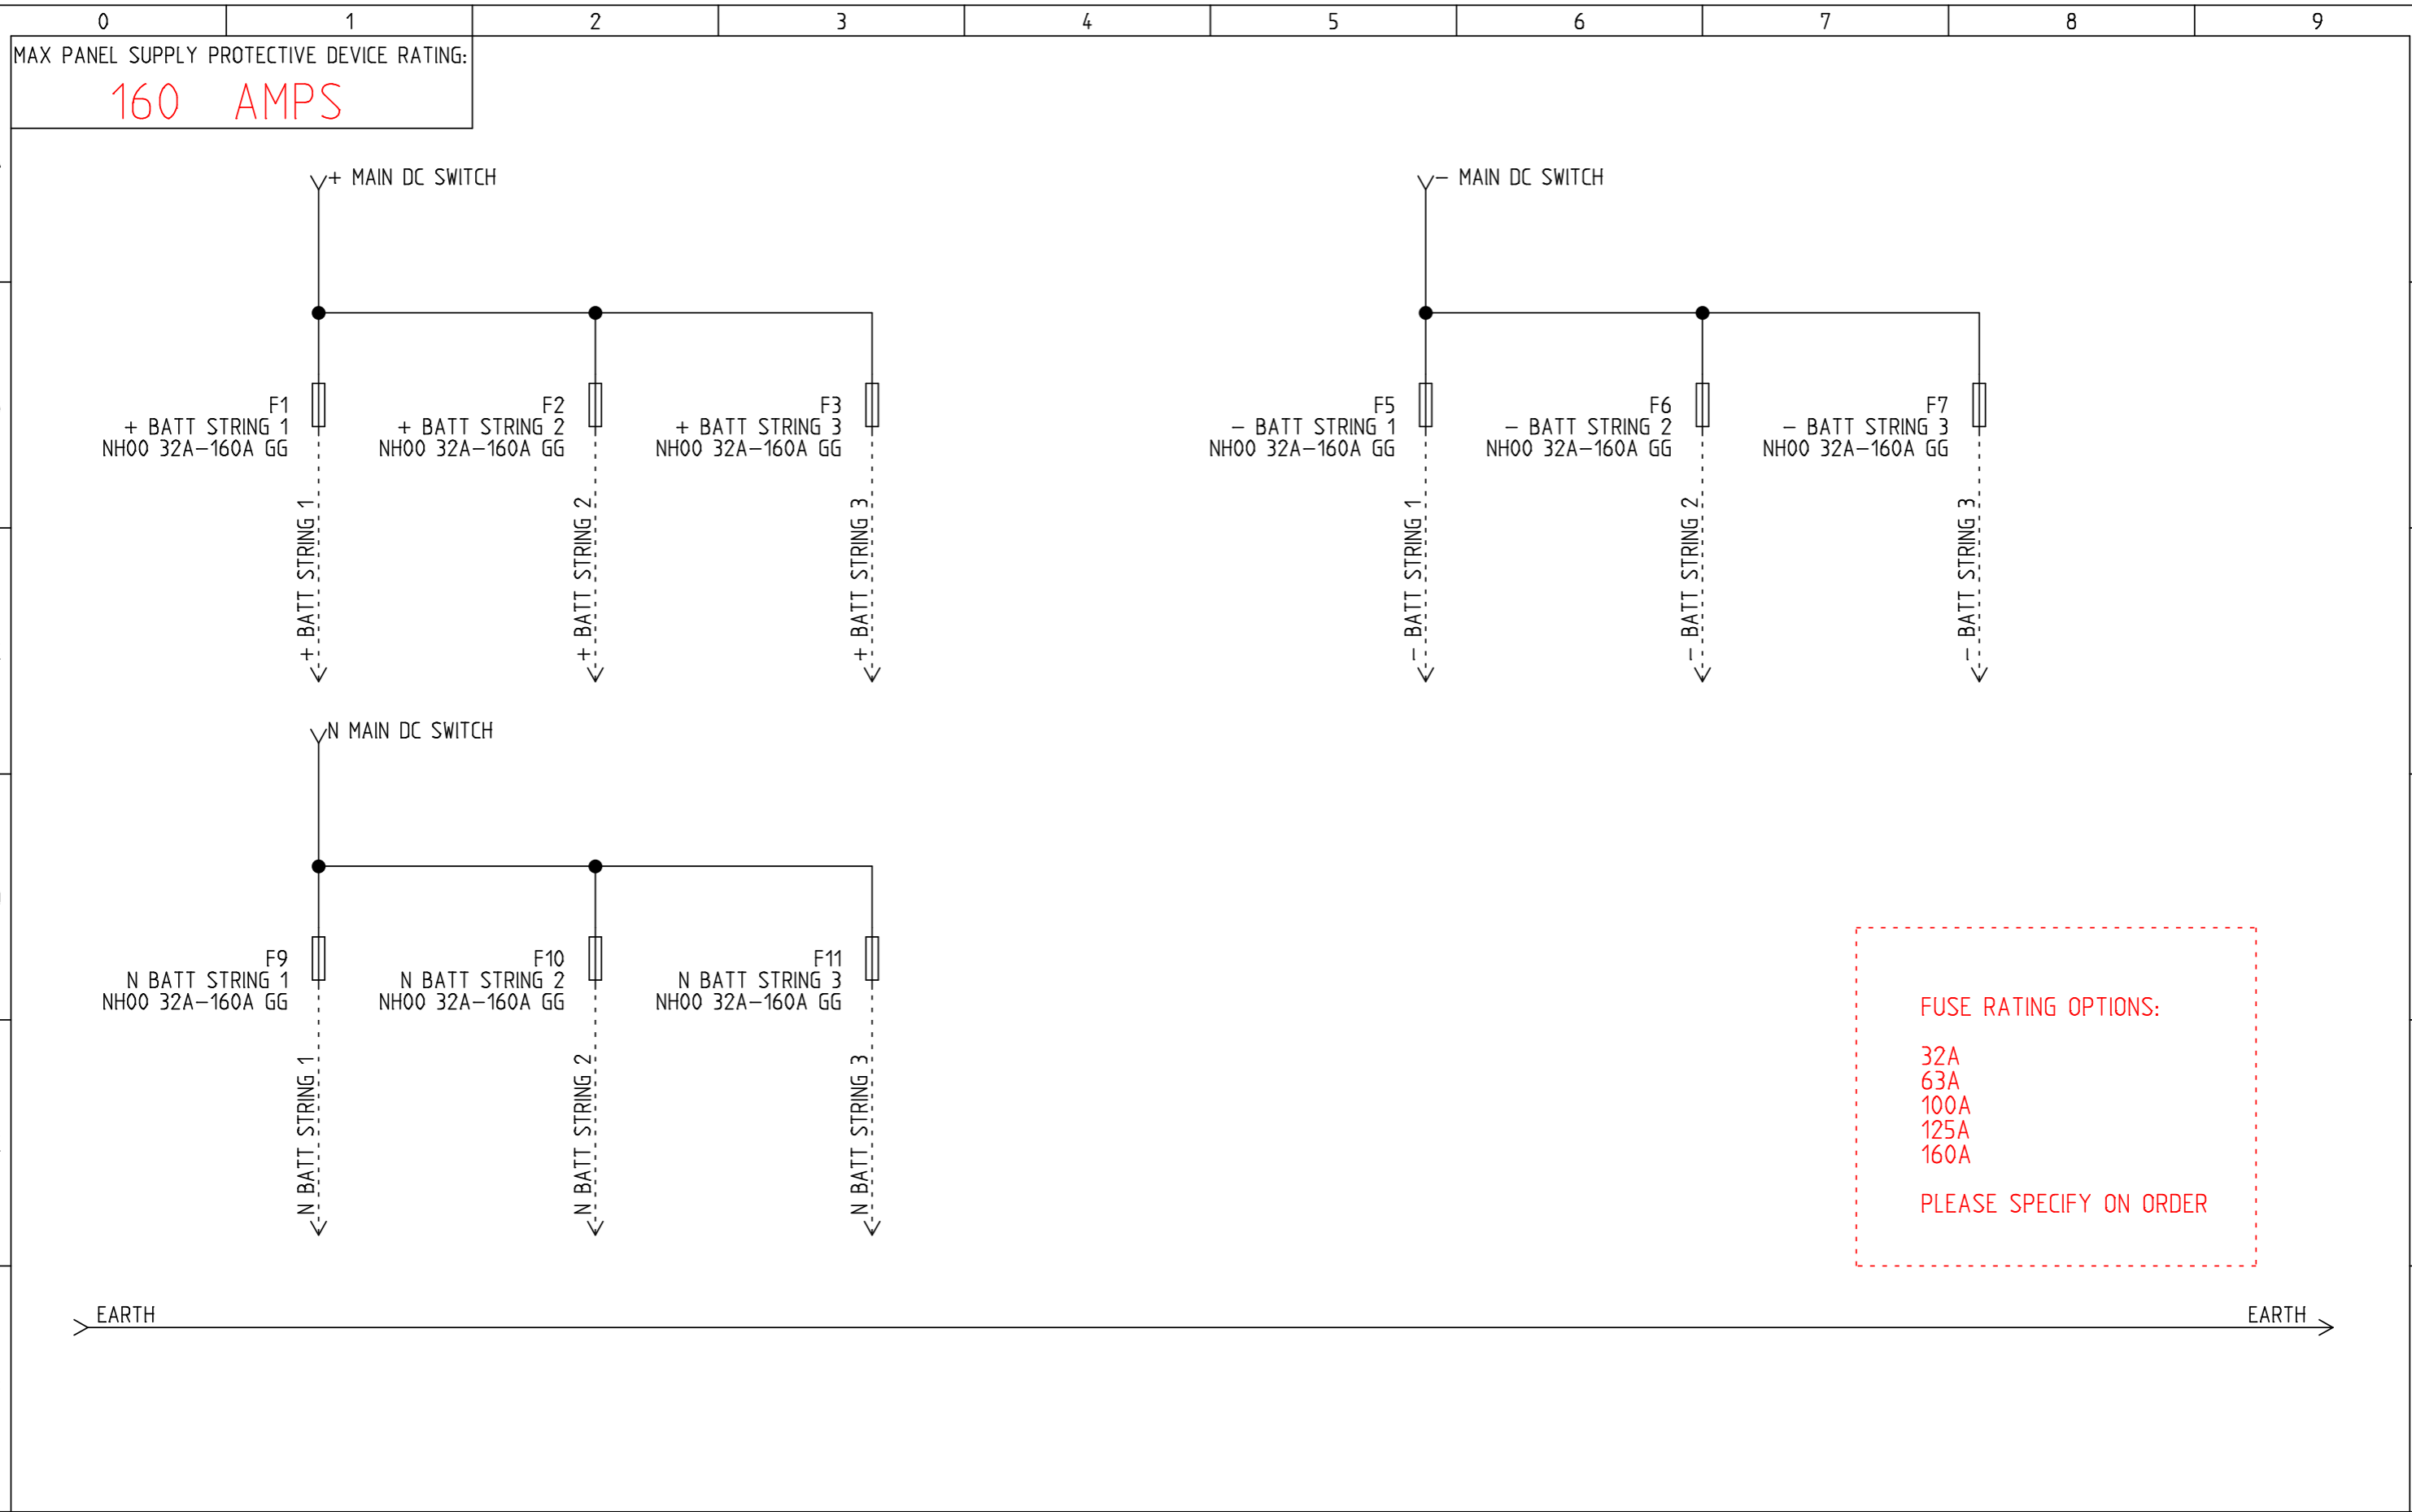 0 1 2 3 4 5 6 7 8 9
MAX PANEL SUPPLY PROTECTIVE DEVICE RATING:
160 AMPS
+ MAIN DC SWITCH
F1
+ BATT STRING 1
NH00 32A-160A GG
+ BATT STRING 1
F2
+ BATT STRING 2
NH00 32A-160A GG
+ BATT STRING 2
F3
+ BATT STRING 3
NH00 32A-160A GG
+ BATT STRING 3
- MAIN DC SWITCH
F5
- BATT STRING 1
NH00 32A-160A GG
- BATT STRING 1
F6
- BATT STRING 2
NH00 32A-160A GG
- BATT STRING 2
F7
- BATT STRING 3
NH00 32A-160A GG
- BATT STRING 3
N MAIN DC SWITCH
F9
N BATT STRING 1
NH00 32A-160A GG
N BATT STRING 1
F10
N BATT STRING 2
NH00 32A-160A GG
N BATT STRING 2
F11
N BATT STRING 3
NH00 32A-160A GG
N BATT STRING 3
FUSE RATING OPTIONS:
32A
63A
100A
125A
160A
PLEASE SPECIFY ON ORDER
EARTH
EARTH